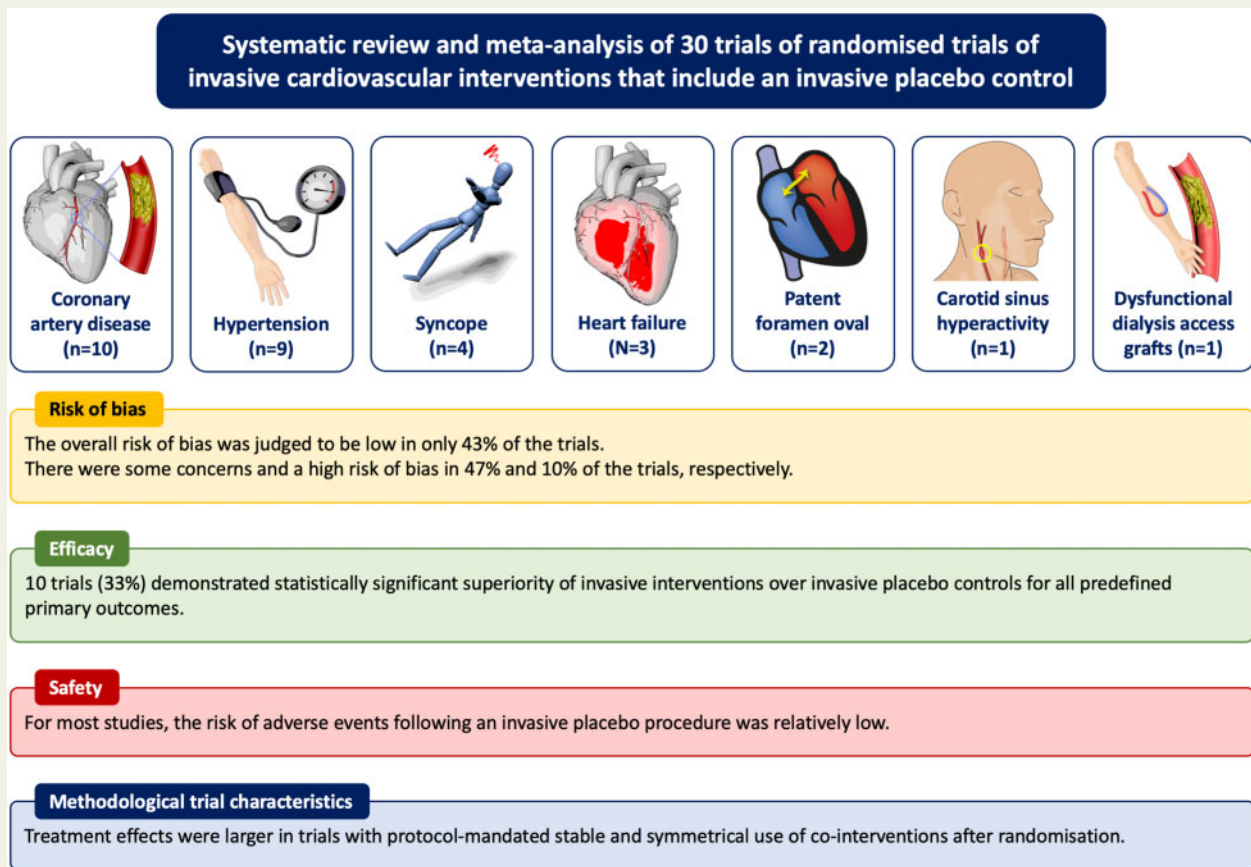 Systematic review and meta-analysis of 30 trials of randomised trials of
invasive cardiovascular interventions that include an invasive placebo control
Coronary
artery disease
(n=10)
Hypertension
(n=9)
Syncope
(n=4)
Heart failure
(N=3)
Patent
foramen oval
(n=2)
Carotid sinus
hyperactivity
(n=1)
Dysfunctional
dialysis access
grafts (n=1)
Risk of bias
The overall risk of bias was judged to be low in only 43% of the trials.
There were some concerns and a high risk of bias in 47% and 10% of the trials, respectively.
Efficacy
10 trials (33%) demonstrated statistically significant superiority of invasive interventions over invasive placebo controls for all predefined
primary outcomes.
Safety
For most studies, the risk of adverse events following an invasive placebo procedure was relatively low.
Methodological trial characteristics
Treatment effects were larger in trials with protocol-mandated stable and symmetrical use of co-interventions after randomisation.